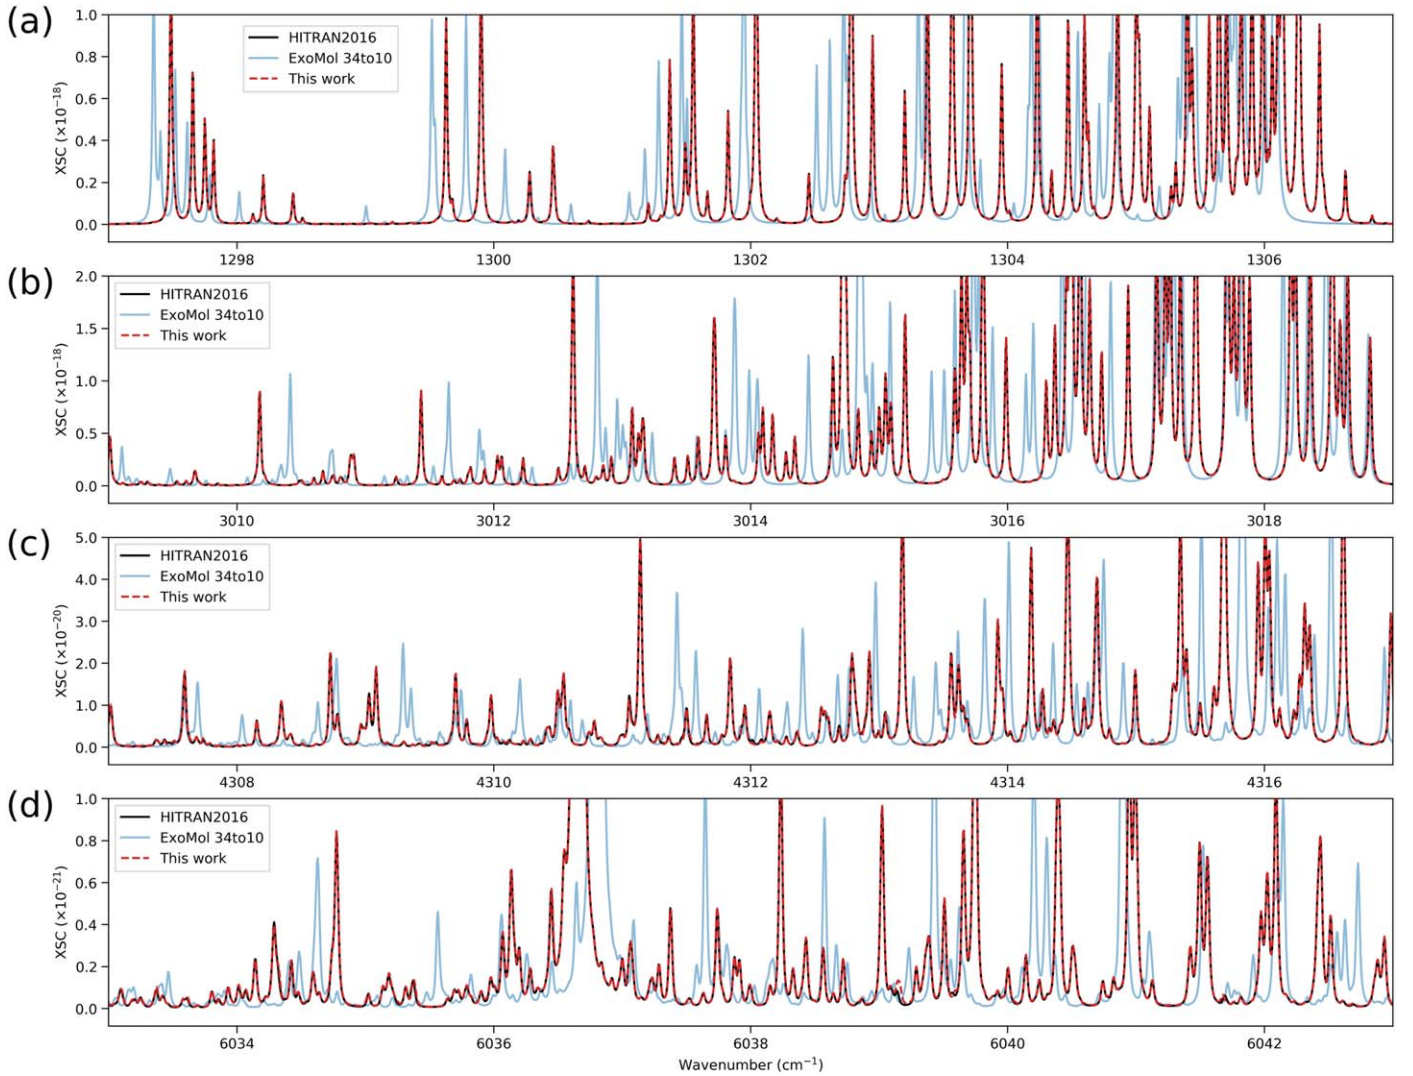 (a)
HITRAN2016
ExoMol 34to10
This work
XSC (×10⁻¹⁸)
1.0
0.8
0.6
0.4
0.2
0.0
1298 1300 1302 1304 1306
(b)
HITRAN2016
ExoMol 34to10
This work
XSC (×10⁻¹⁸)
2.0
1.5
1.0
0.5
0.0
3010 3012 3014 3016 3018
(c)
HITRAN2016
ExoMol 34to10
This work
XSC (×10⁻²⁰)
5.0
4.0
3.0
2.0
1.0
0.0
4308 4310 4312 4314 4316
(d)
HITRAN2016
ExoMol 34to10
This work
XSC (×10⁻²¹)
1.0
0.8
0.6
0.4
0.2
0.0
6034 6036 6038 6040 6042
Wavenumber (cm⁻¹)